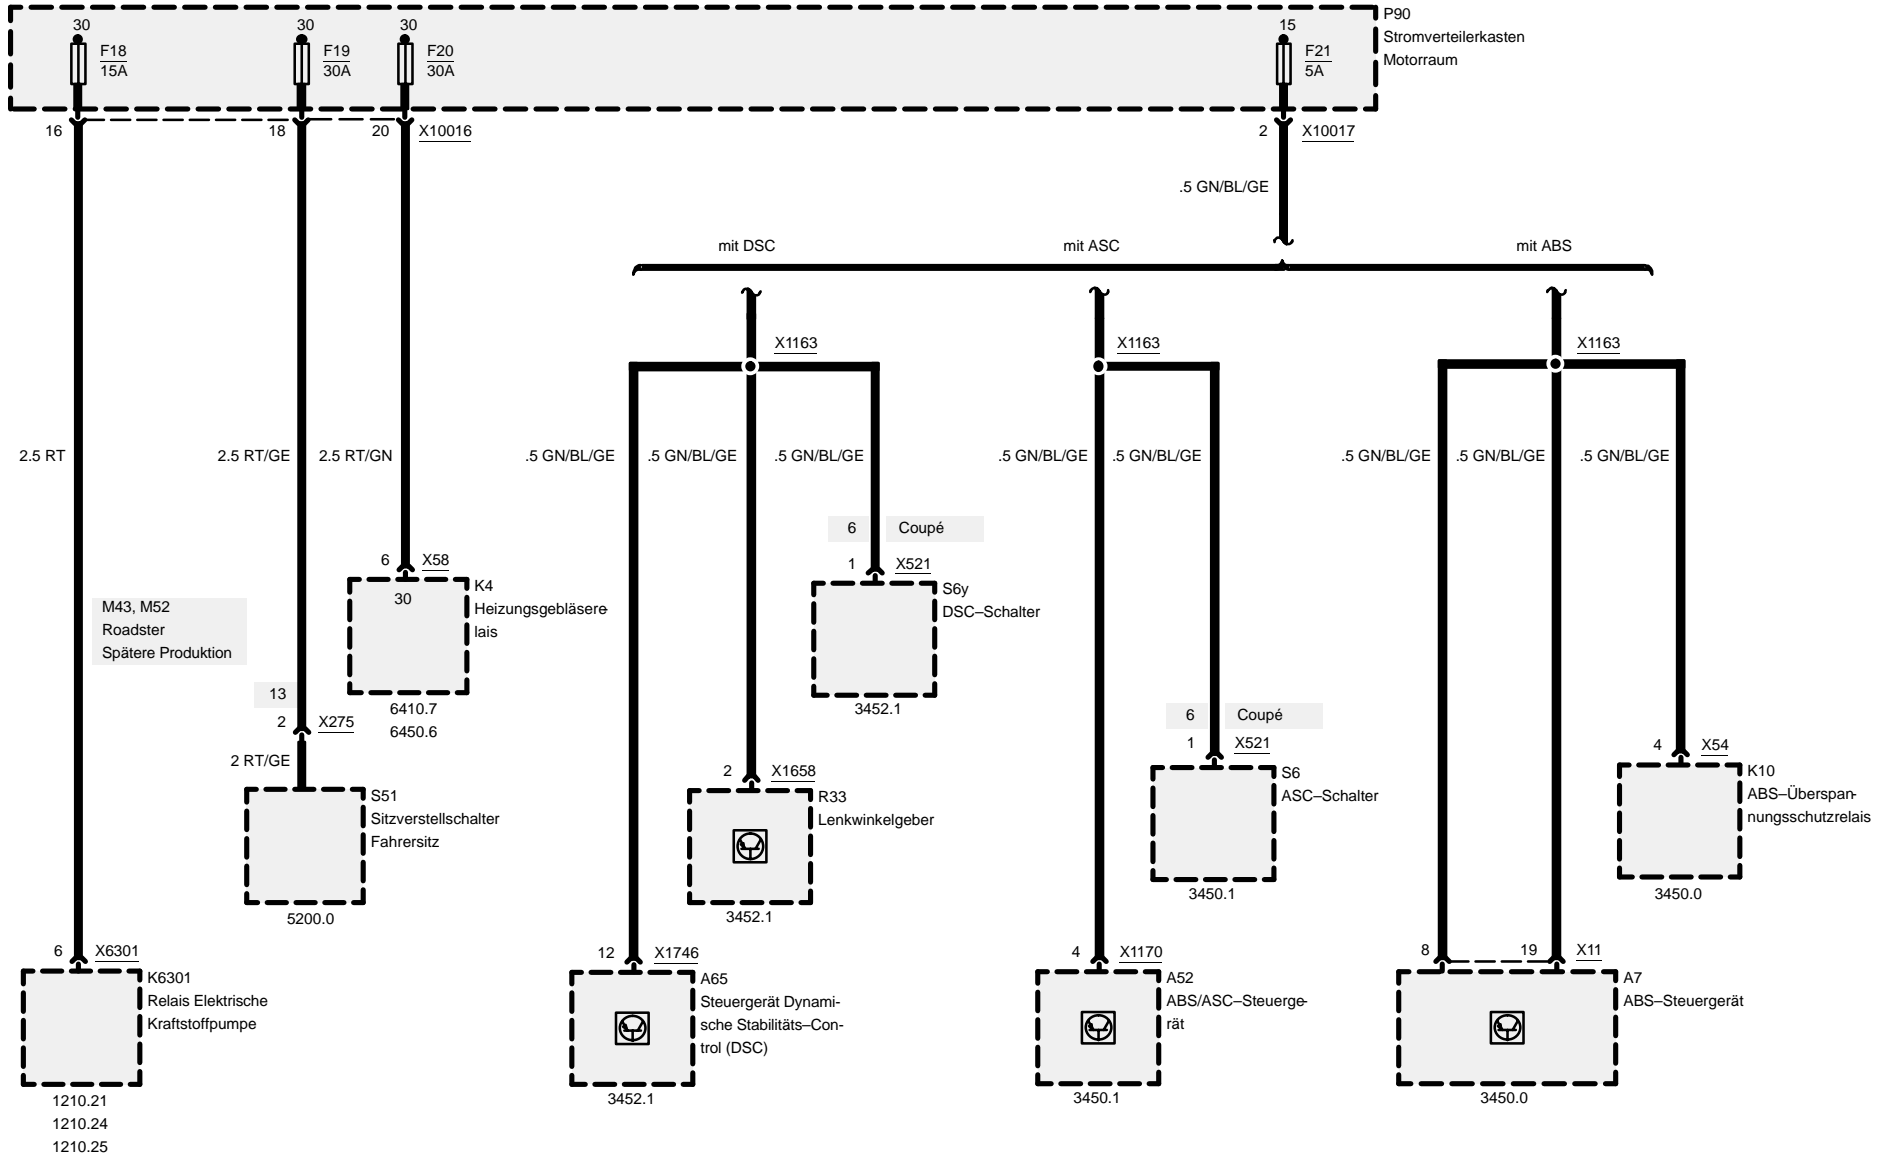 30
30
30
15
P90
Stromverteilerkasten
Motorraum
F18
15A
F19
30A
F20
30A
F21
5A
16
18
20
X10016
2
X10017
.5 GN/BL/GE
mit DSC
mit ASC
mit ABS
X1163
X1163
X1163
2.5 RT
2.5 RT/GE
2.5 RT/GN
.5 GN/BL/GE
.5 GN/BL/GE
.5 GN/BL/GE
.5 GN/BL/GE
.5 GN/BL/GE
.5 GN/BL/GE
.5 GN/BL/GE
.5 GN/BL/GE
6
Coupé
6
X58
1
X521
K4
Heizungsgebläsere-
lais
30
S6y
DSC–Schalter
M43, M52
Roadster
Spätere Produktion
13
2
X275
6410.7
6450.6
3452.1
6
Coupé
1
X521
4
X54
2 RT/GE
2
X1658
S6
ASC–Schalter
K10
ABS–Überspan-
nungsschutzrelais
S51
Sitzverstellschalter
Fahrersitz
R33
Lenkwinkelgeber
3450.1
3450.0
5200.0
3452.1
6
X6301
12
X1746
4
X1170
8
19
X11
K6301
Relais Elektrische
Kraftstoffpumpe
A65
Steuergerät Dynami-
sche Stabilitäts–Con-
trol (DSC)
A52
ABS/ASC–Steuerge-
rät
A7
ABS–Steuergerät
1210.21
1210.24
1210.25
3452.1
3450.1
3450.0